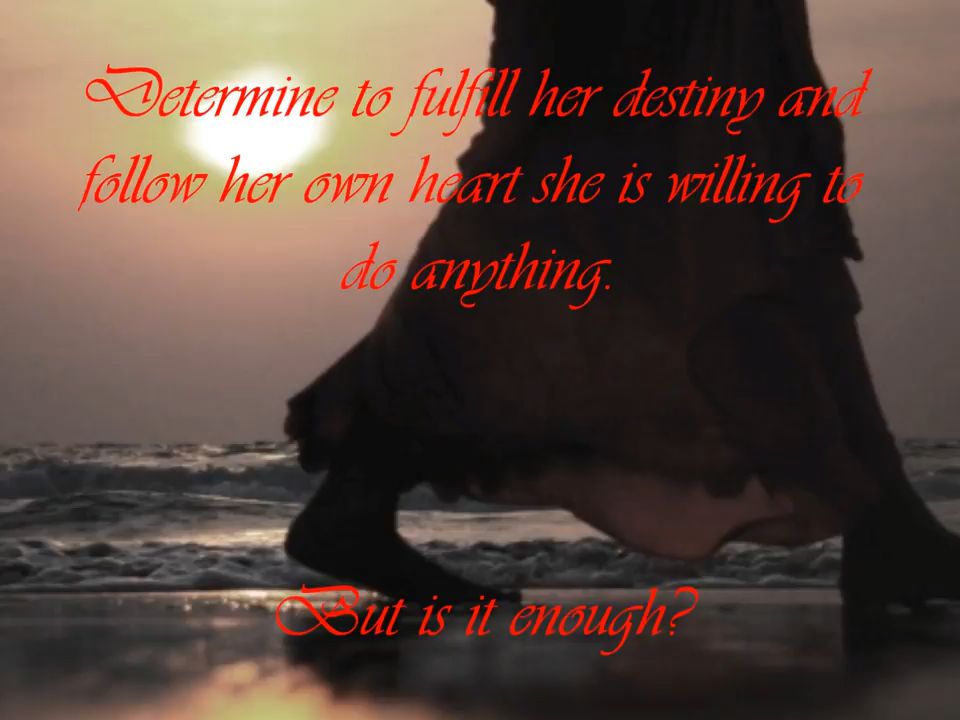 Determine to fulfill her destiny and
follow her own heart she is willing to
do anything.
But is it enough?